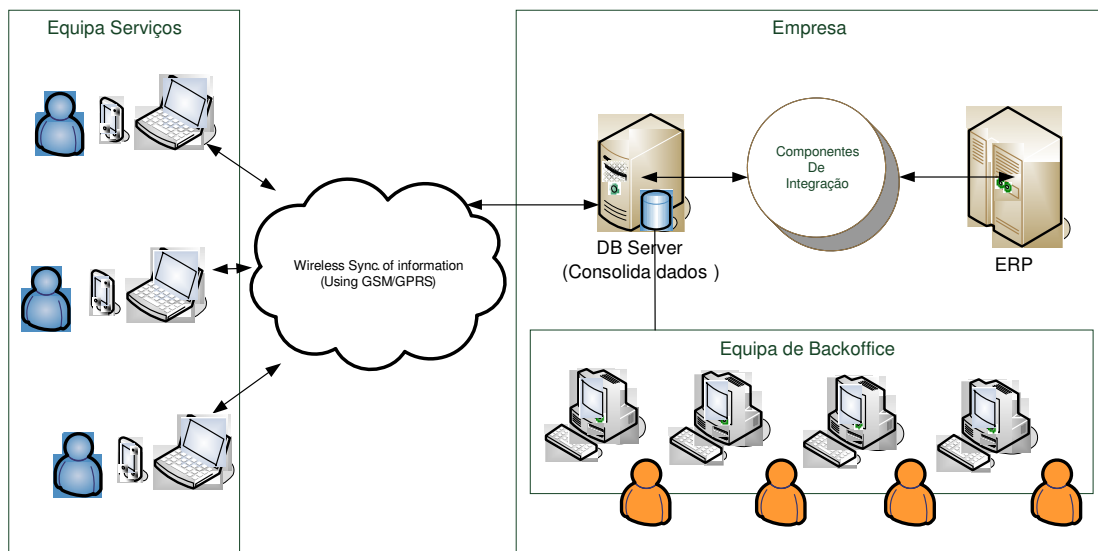 Equipa Serviços
Empresa
Componentes
De
Integração
DB Server
(Consolida dados )
ERP
Wireless Sync. of information
(Using GSM/GPRS)
Equipa de Backoffice